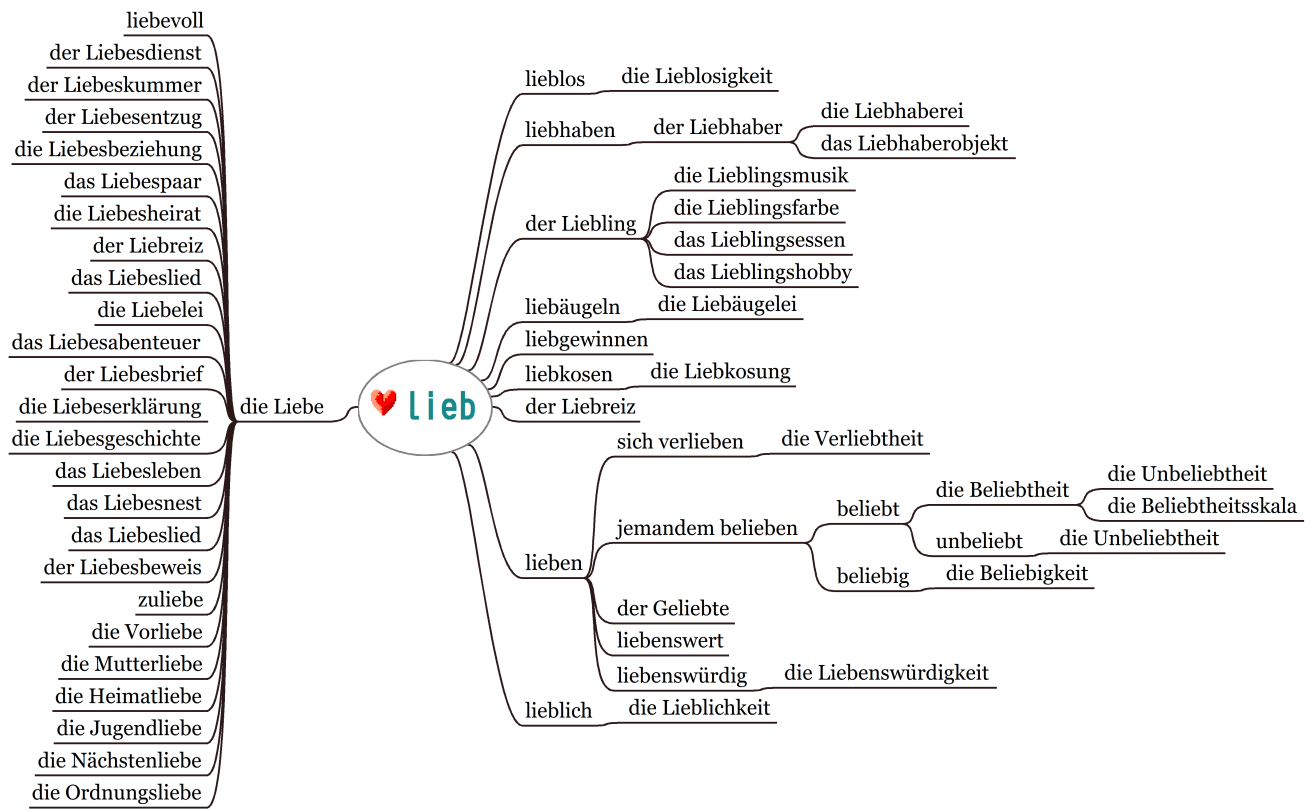 liebevoll
der Liebesdienst
der Liebeskummer
der Liebesentzug
die Liebesbeziehung
das Liebespaar
die Liebesheirat
der Liebreiz
das Liebeslied
die Liebelei
das Liebesabenteuer
der Liebesbrief
die Liebeserklärung
die Liebesgeschichte
das Liebesleben
das Liebesnest
das Liebeslied
der Liebesbeweis
zuliebe
die Vorliebe
die Mutterliebe
die Heimatliebe
die Jugendliebe
die Nächstenliebe
die Ordnungsliebe
die Liebe
lieb
lieblos
die Lieblosigkeit
liebhaben
der Liebhaber
die Liebhaberei
das Liebhaberobjekt
der Liebling
die Lieblingsmusik
die Lieblingsfarbe
das Lieblingsessen
das Lieblingshobby
liebäugeln
die Liebäugelei
liebgewinnen
liebkosen
die Liebkosung
der Liebreiz
lieben
sich verlieben
die Verliebtheit
jemandem belieben
beliebt
die Beliebtheit
die Unbeliebtheit
die Beliebtheitsskala
unbeliebt
die Unbeliebtheit
beliebig
die Beliebigkeit
der Geliebte
liebenswert
liebenswürdig
die Liebenswürdigkeit
lieblich
die Lieblichkeit